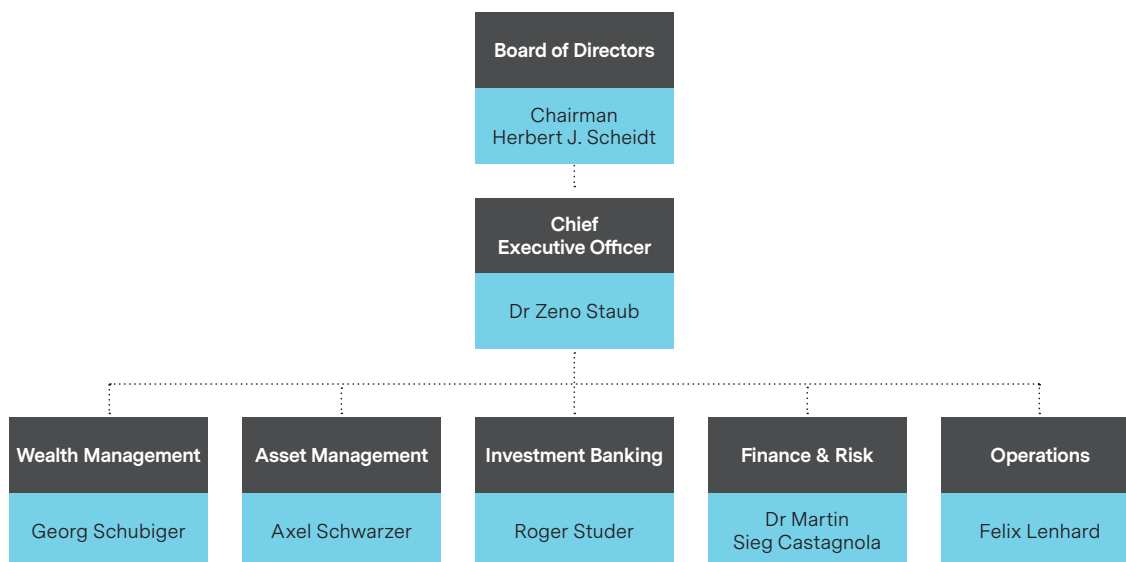 Board of Directors
Chairman
Herbert J. Scheidt
Chief
Executive Officer
Dr Zeno Staub
Wealth Management
Georg Schubiger
Asset Management
Axel Schwarzer
Investment Banking
Roger Studer
Finance & Risk
Dr Martin
Sieg Castagnola
Operations
Felix Lenhard